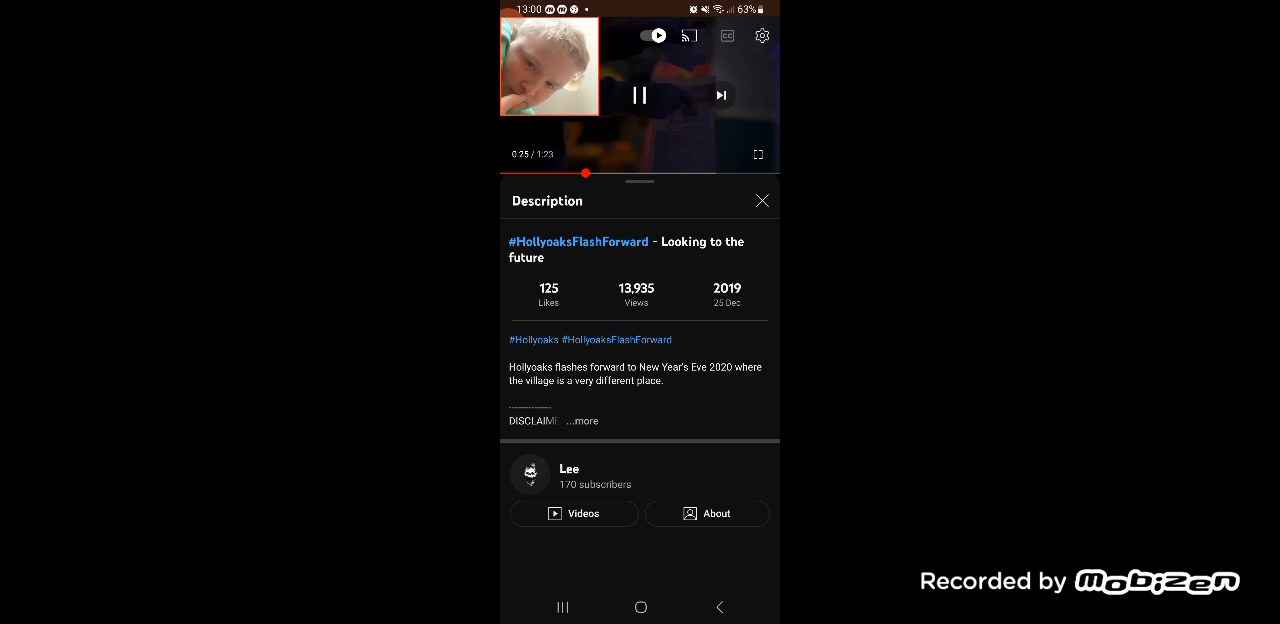 13:00
63%
CC
0:25 / 1:23
Description
#HollyoaksFlashForward - Looking to the
future
125 13,935 2019
Likes Views 25 Dec
#Hollyoaks #HollyoaksFlashForward
Hollyoaks flashes forward to New Year's Eve 2020 where
the village is a very different place.
---------------
DISCLAIME ...more
Lee
170 subscribers
Videos About
Recorded by mobizen